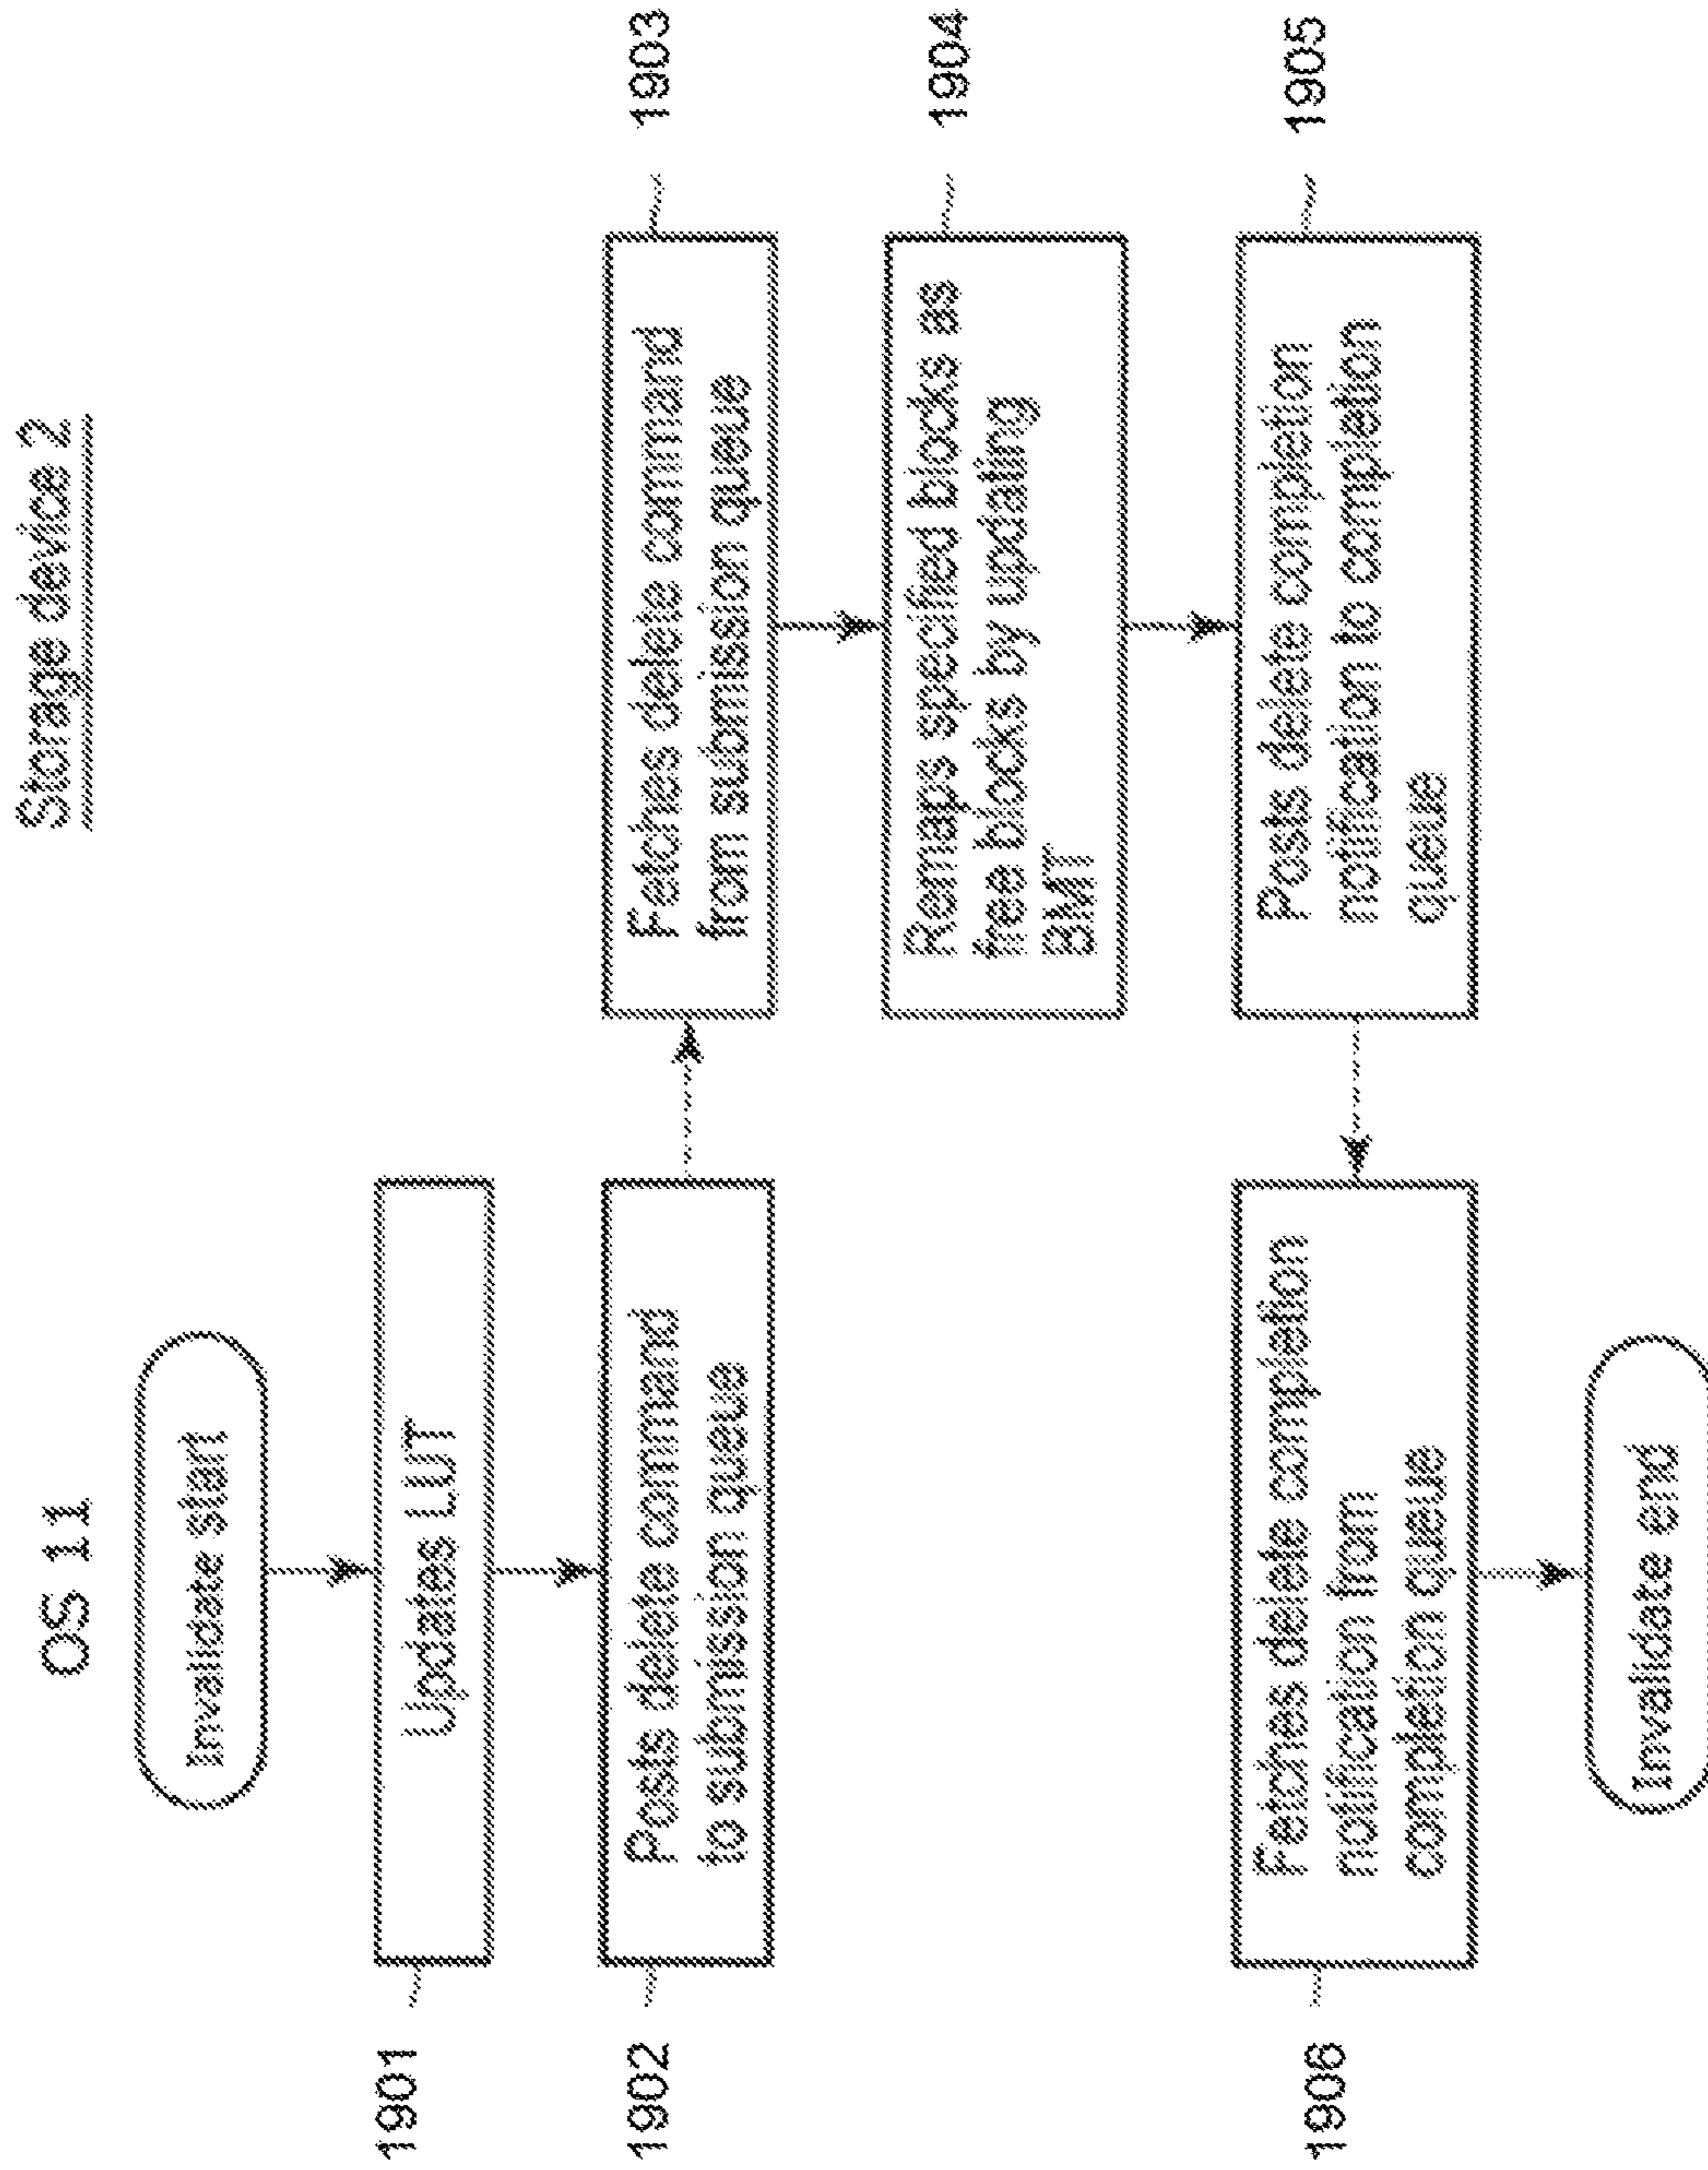 OS 11
Storage device 2
Invalidate start
1901
Updates LUT
1902
Posts delete command
to submission queue
Fetches delete command
from submission queue
1903
Remaps specified blocks as
free blocks by updating
BMT
1904
Posts delete completion
notification to completion
queue
1905
1906
Fetches delete completion
notification from
completion queue
Invalidate end